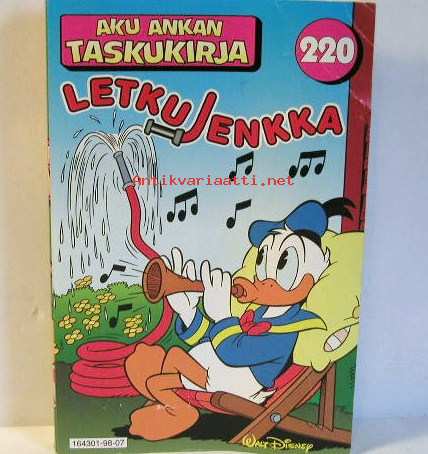 AKU ANKAN
TASKUKIRJA
220
LETKUJENKKA
Antikvariaatti.net
WALT DISNEY
164301-98-07